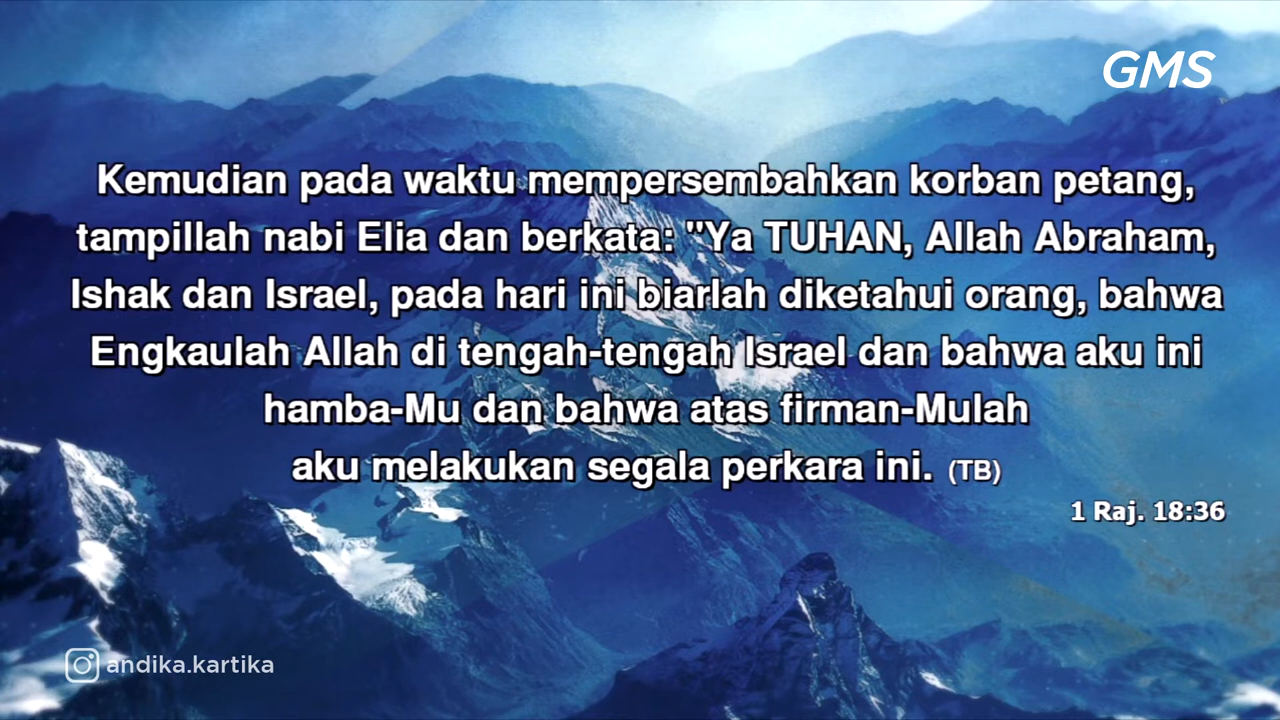 GMS
Kemudian pada waktu mempersembahkan korban petang,
tampillah nabi Elia dan berkata: "Ya TUHAN, Allah Abraham,
Ishak dan Israel, pada hari ini biarlah diketahui orang, bahwa
Engkaulah Allah di tengah-tengah Israel dan bahwa aku ini
hamba-Mu dan bahwa atas firman-Mulah
aku melakukan segala perkara ini. (TB)
1 Raj. 18:36
andika.kartika